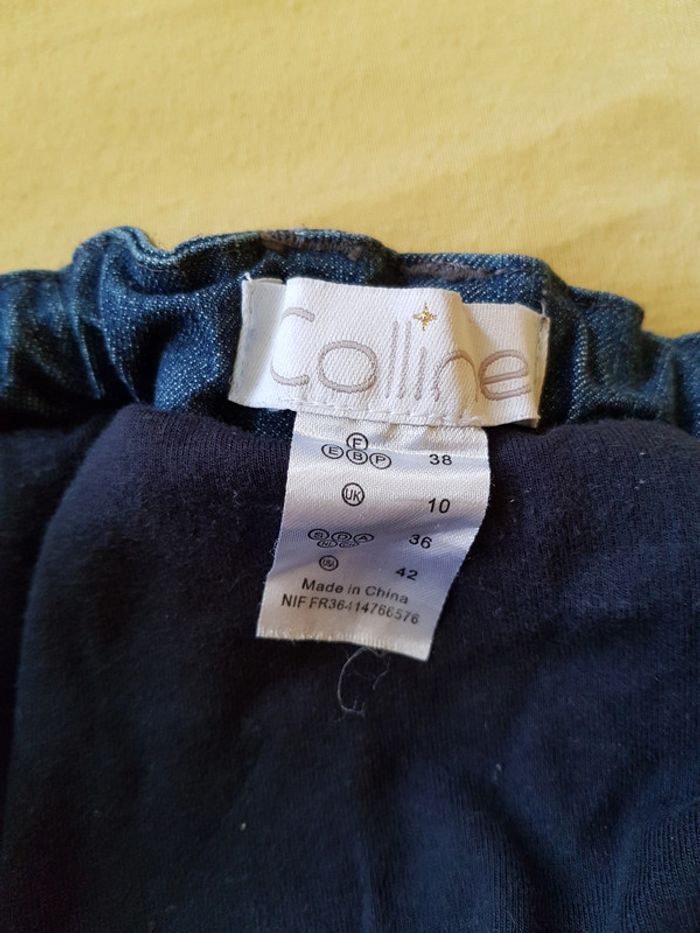 Colline
F
E B P 38
UK 10
S D A 36
42
Made in China
NIF FR36414766576